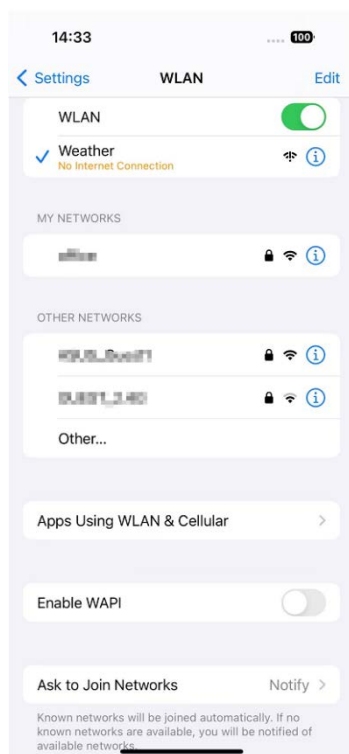 14:33
100
Settings
WLAN
Edit
WLAN
Weather
No Internet Connection
MY NETWORKS
OTHER NETWORKS
Other...
Apps Using WLAN & Cellular
Enable WAPI
Ask to Join Networks
Notify
Known networks will be joined automatically. If no
known networks are available, you will be notified of
available networks.